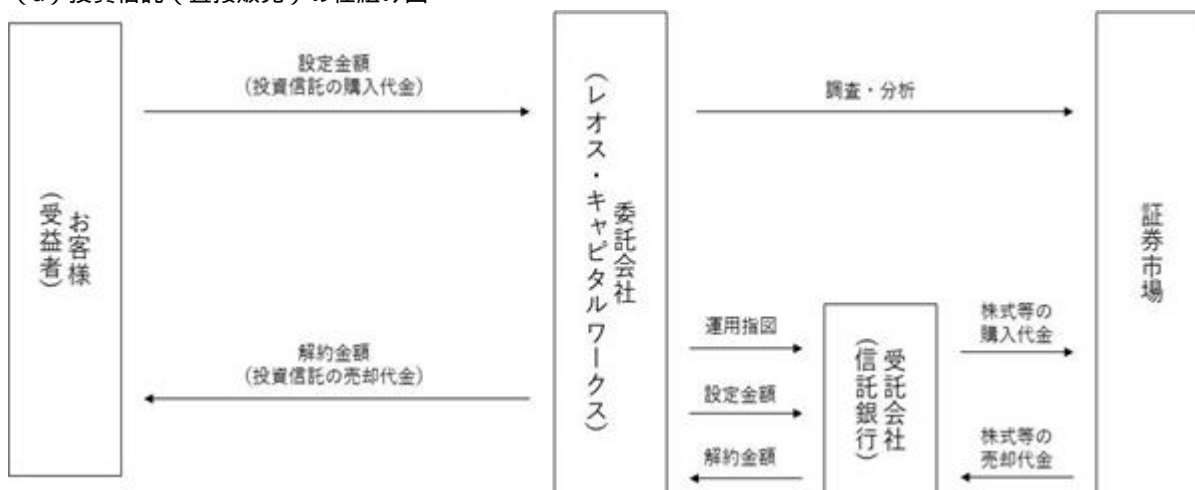 (a) 投資信託(直接販売)の仕組み図
設定金額
(投資信託の購入代金)
調査・分析
お客様
(受益者)
委託会社
(レオス・キャピタルワークス)
証券市場
運用指図
株式等の
購入代金
解約金額
(投資信託の売却代金)
受託会社
(信託銀行)
設定金額
解約金額
株式等の
売却代金